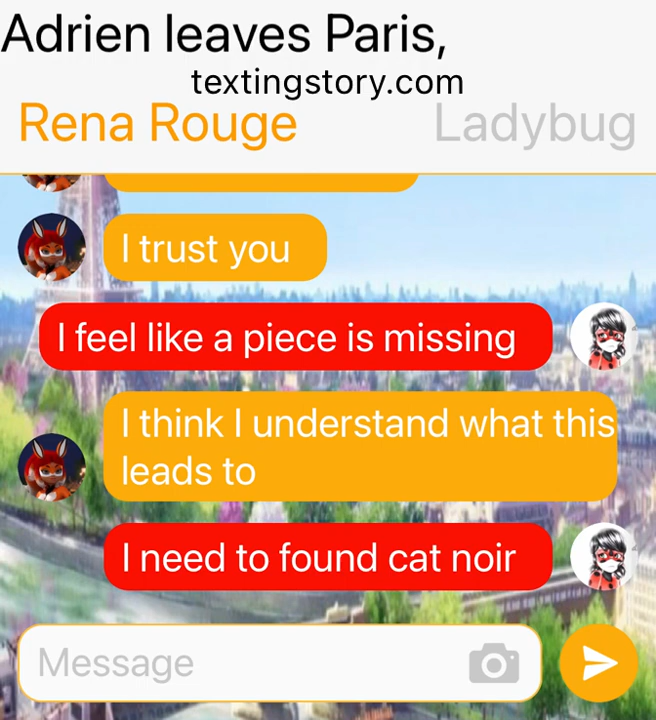 Adrien leaves Paris,
textingstory.com
Rena Rouge
Ladybug
I trust you
I feel like a piece is missing
I think I understand what this
leads to
I need to found cat noir
Message